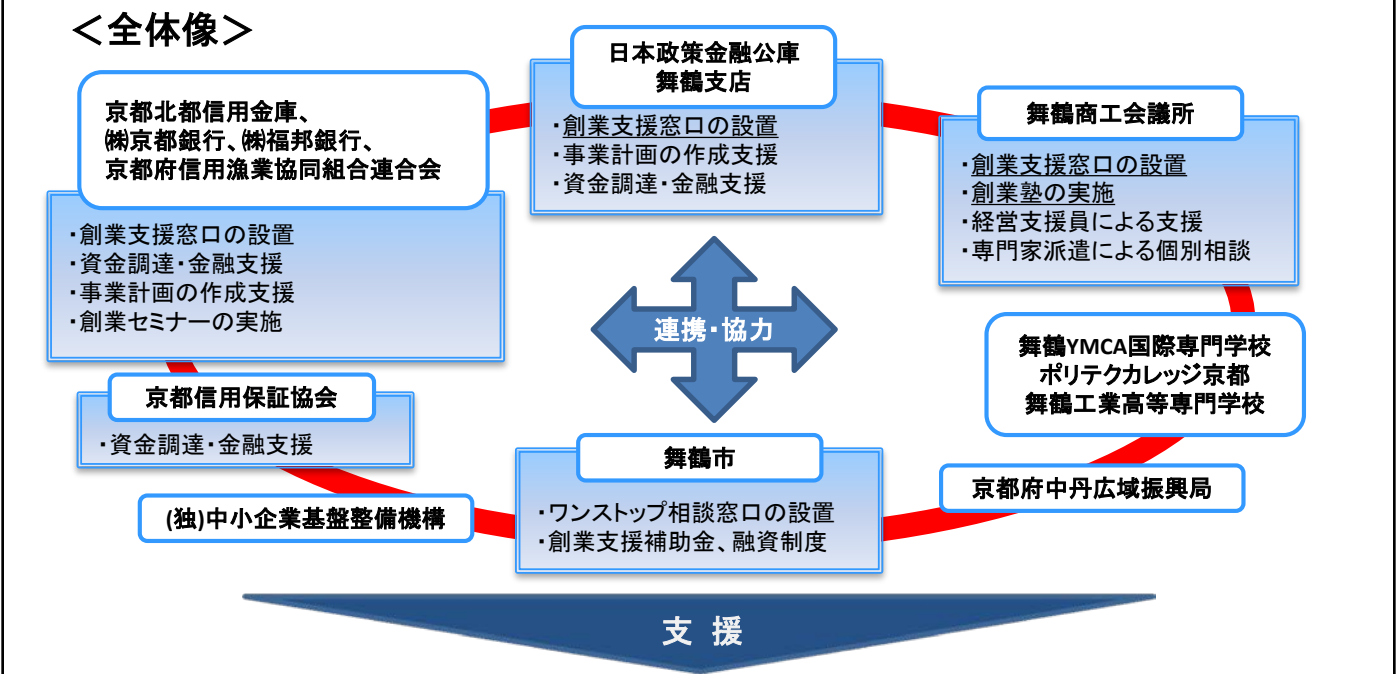 ＜全体像＞
日本政策金融公庫
舞鶴支店
・創業支援窓口の設置
・事業計画の作成支援
・資金調達・金融支援
京都北都信用金庫、
㈱京都銀行、㈱福邦銀行、
京都府信用漁業協同組合連合会
・創業支援窓口の設置
・資金調達・金融支援
・事業計画の作成支援
・創業セミナーの実施
舞鶴商工会議所
・創業支援窓口の設置
・創業塾の実施
・経営支援員による支援
・専門家派遣による個別相談
連携・協力
舞鶴YMCA国際専門学校
ポリテクカレッジ京都
舞鶴工業高等専門学校
京都信用保証協会
・資金調達・金融支援
舞鶴市
・ワンストップ相談窓口の設置
・創業支援補助金、融資制度
京都府中丹広域振興局
(独)中小企業基盤整備機構
支 援